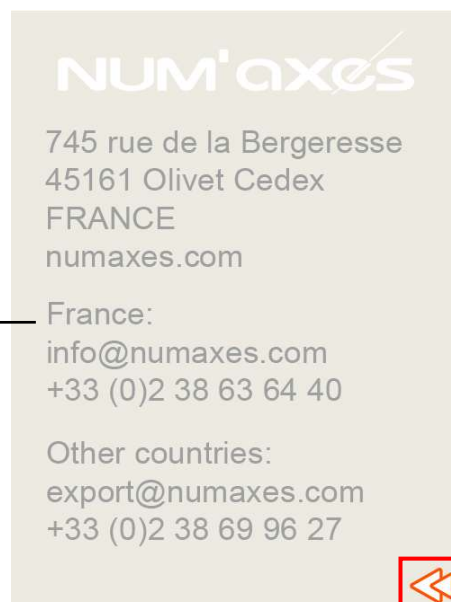 NUM'axes
745 rue de la Bergeresse
45161 Olivet Cedex
FRANCE
numaxes.com
France:
info@numaxes.com
+33 (0)2 38 63 64 40
Other countries:
export@numaxes.com
+33 (0)2 38 69 96 27